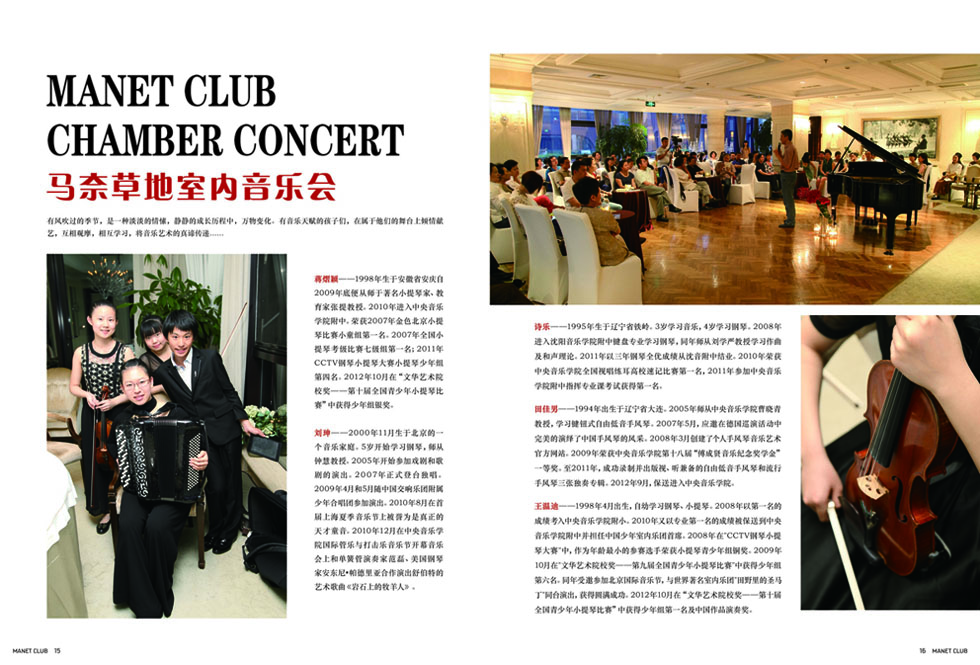 MANET CLUB
CHAMBER CONCERT
马奈草地室内音乐会
有风吹过的季节，是一种淡淡的情愫，静静的成长历程中，万物变化。有音乐天赋的孩子们，在属于他们的舞台上倾情献
艺，互相观摩，相互学习，将音乐艺术的真谛传递......
蒋熠颖——1998年生于安徽省安庆自
2009年底便从师于著名小提琴家、教
育家张提教授。2010年进入中央音乐
学院附中。荣获2007年金色北京小提
琴比赛小童组第一名。2007年全国小
提琴考级比赛七级组第一名；2011年
CCTV钢琴小提琴大赛小提琴少年组
第四名。2012年10月在“文华艺术院
校奖——第十届全国青少年小提琴比
赛”中获得少年组银奖。
刘坤——2000年11月生于北京的一
个音乐家庭。5岁开始学习钢琴，师从
钟慧教授。2005年开始参加戏剧和歌
剧的演出。2007年正式登台独唱。
2009年4月和5月随中国交响乐团附属
少年合唱团参加演出。2010年8月在首
届上海夏季音乐节上被誉为是真正的
天才童音。2010年12月在中央音乐学
院国际管乐与打击乐音乐节开幕音乐
会上和单簧管演奏家范磊、美国钢琴
家安东尼•帕德里亚合作演出舒伯特的
艺术歌曲《岩石上的牧羊人》。
诗乐——1995年生于辽宁省铁岭。3岁学习音乐，4岁学习钢琴。2008年
进入沈阳音乐学院附中键盘专业学习钢琴，同年师从刘学严教授学习作曲
及和声理论。2011年以三年钢琴全优成绩从沈音附中结业。2010年荣获
中央音乐学院全国视唱练耳高校速记比赛第一名，2011年参加中央音乐学
院附中指挥专业课考试获得第一名。
田佳男——1994年出生于辽宁省大连。2005年师从中央音乐学院曹晓青
教授，学习键钮式自由低音手风琴。2007年5月，应邀在德国巡演活动中
完美的演绎了中国手风琴的风采。2008年3月创建了个人手风琴音乐艺术
官方网站。2009年荣获中央音乐学院第十八届“傅成贤音乐纪念奖学金”
一等奖。至2011年，成功录制并出版视、听兼备的自由低音手风琴和流行
手风琴三张独奏专辑。2012年9月，保送进入中央音乐学院。
王温迪——1998年4月出生，自幼学习钢琴、小提琴。2008年以第一名的
成绩考入中央音乐学院附小。2010年又以专业第一名的成绩被保送到中央
音乐学院附中并担任中国少年室内乐团首席。2008年在“CCTV钢琴小提
琴大赛”中，作为年龄最小的参赛选手荣获小提琴青少年组铜奖。2009年
10月在“文华艺术院校奖——第九届全国青少年小提琴比赛”中获得少年组
第六名。同年受邀参加北京国际音乐节，与世界著名室内乐团“田野里的圣马
丁”同台演出，获得圆满成功。2012年10月在“文华艺术院校奖——第十届
全国青少年小提琴比赛”中获得少年组第一名及中国作品演奏奖。
MANET CLUB 15
16 MANET CLUB